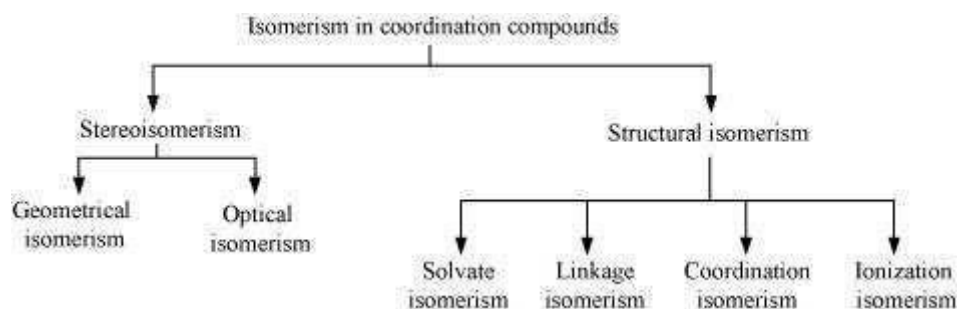 Isomerism in coordination compounds
Stereoisomerism
Structural isomerism
Geometrical
isomerism
Optical
isomerism
Solvate
isomerism
Linkage
isomerism
Coordination
isomerism
Ionization
isomerism